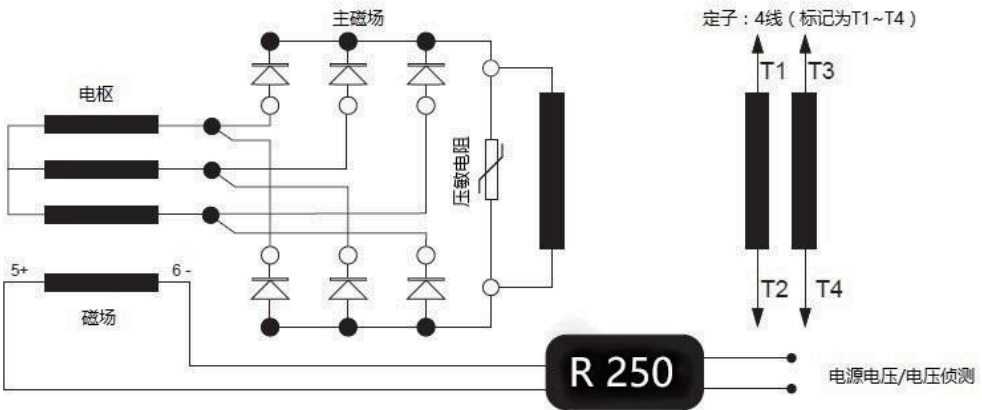 主磁场
定子：4线（标记为T1~T4）
T1
T3
电枢
压敏电阻
5+
6 -
磁场
T2
T4
R 250
电源电压/电压侦测